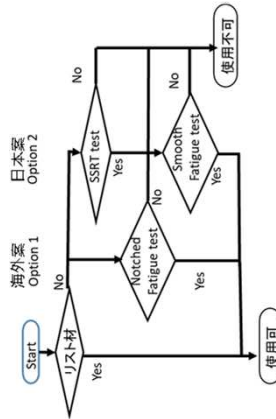 海外案
Option 1
日本案
Option 2
Start
リスト材
No
Yes
SSRT test
No
Yes
Notched
Fatigue test
No
Yes
Smooth
Fatigue test
No
Yes
使用可
使用不可